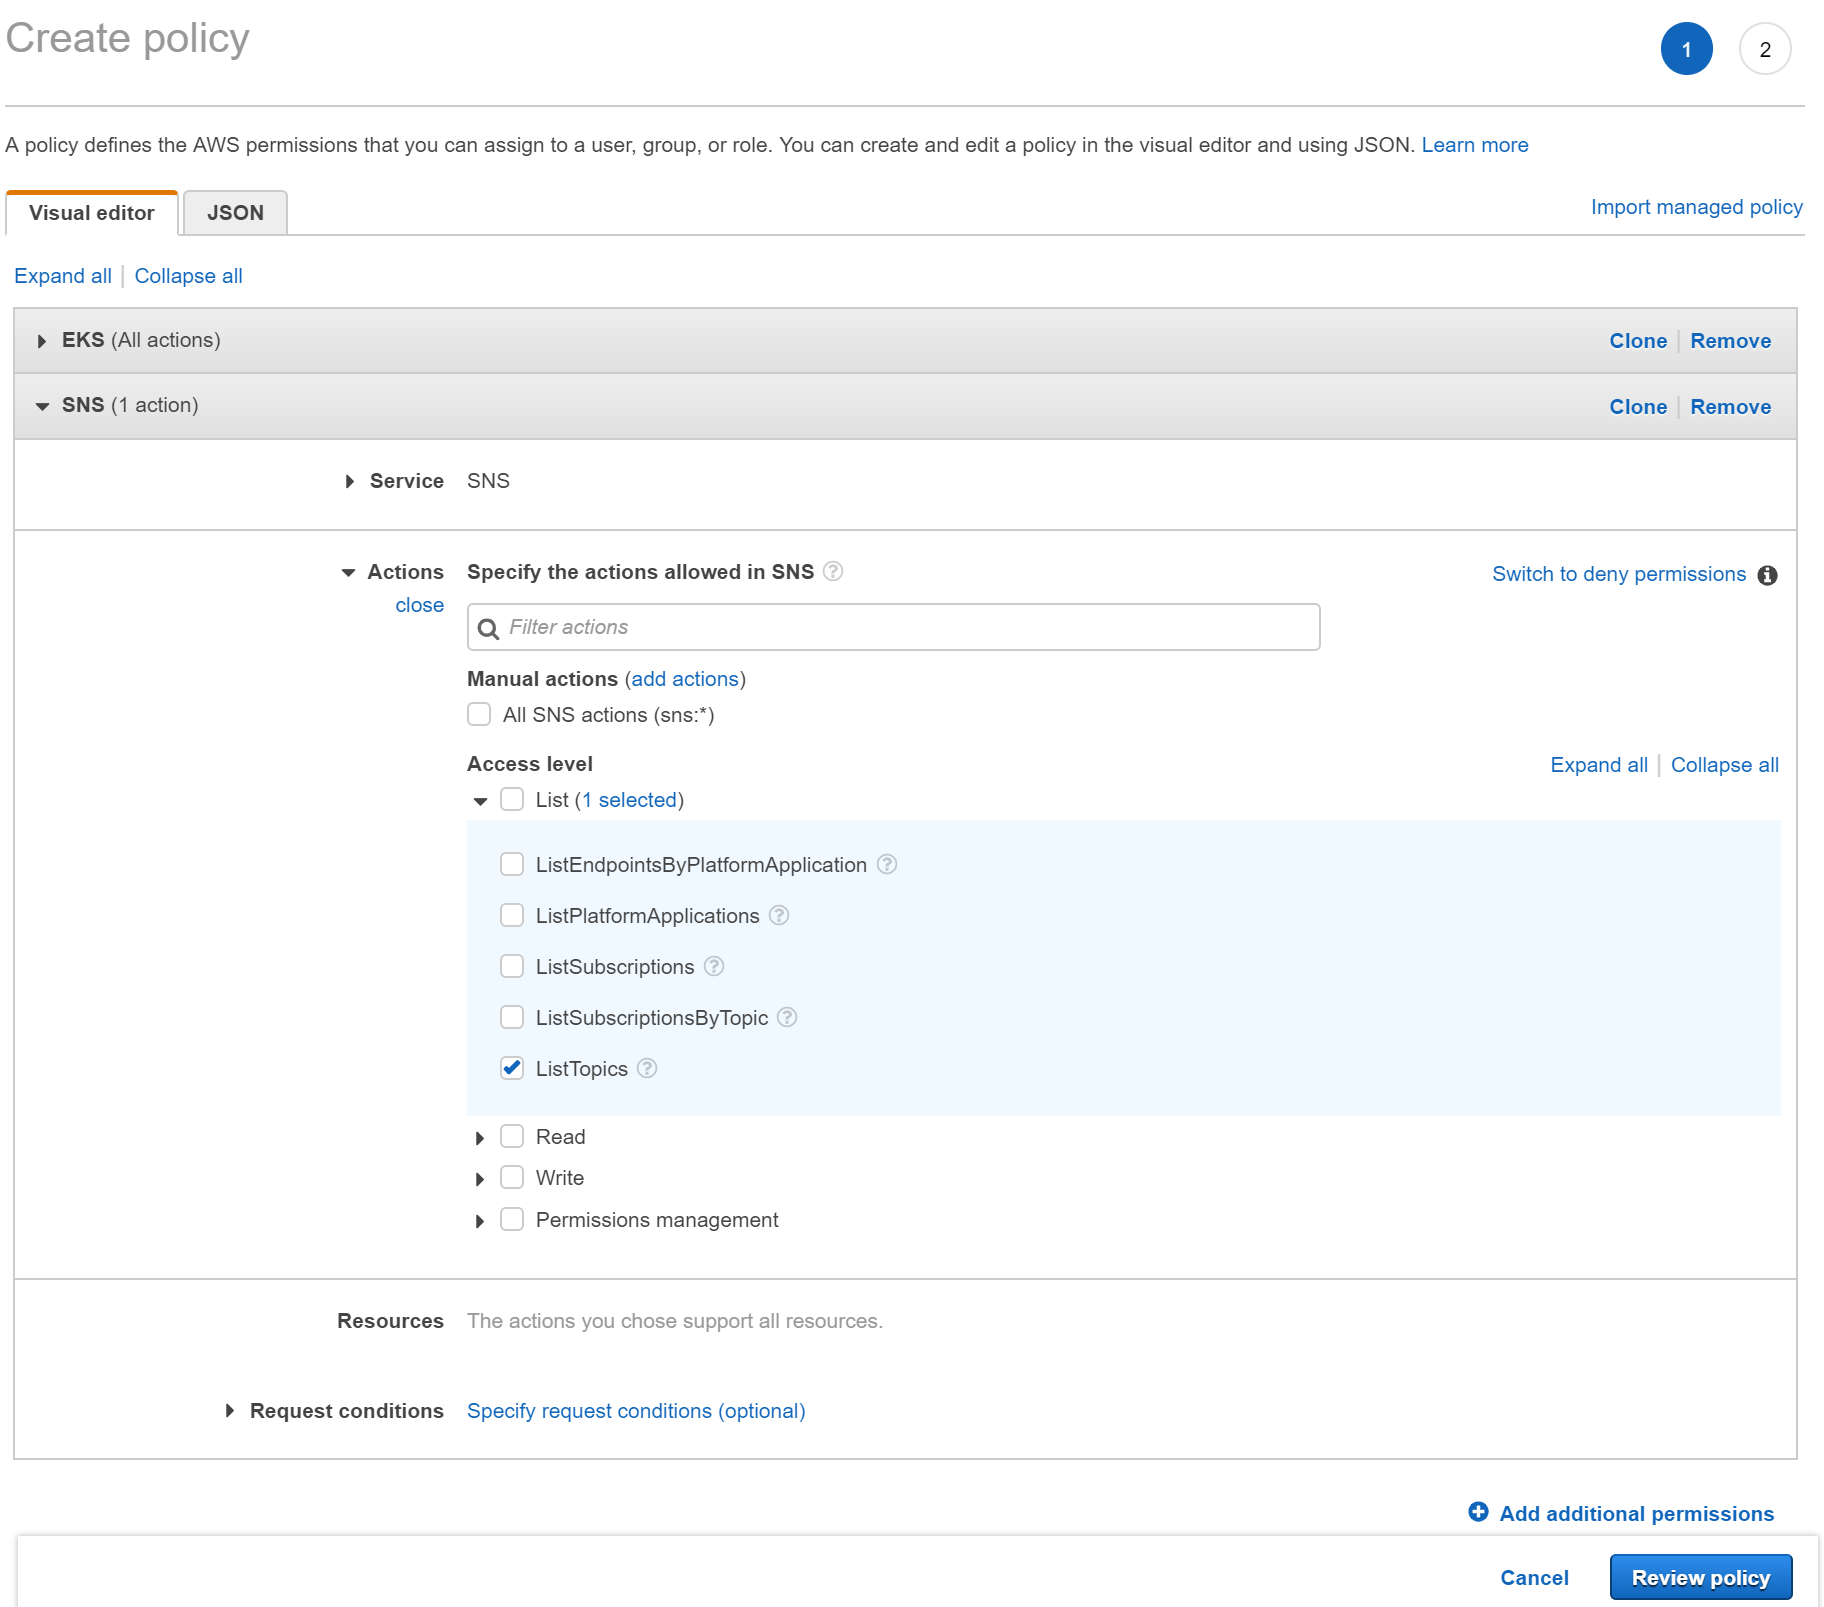 Create policy
1
2
A policy defines the AWS permissions that you can assign to a user, group, or role. You can create and edit a policy in the visual editor and using JSON. Learn more
Visual editor
JSON
Import managed policy
Expand all
Collapse all
EKS (All actions)
Clone
Remove
SNS (1 action)
Clone
Remove
Service
SNS
Actions
Specify the actions allowed in SNS ?
Switch to deny permissions i
close
Filter actions
Manual actions (add actions)
All SNS actions (sns:*)
Access level
Expand all
Collapse all
List (1 selected)
ListEndpointsByPlatformApplication ?
ListPlatformApplications ?
ListSubscriptions ?
ListSubscriptionsByTopic ?
ListTopics ?
Read
Write
Permissions management
Resources
The actions you chose support all resources.
Request conditions
Specify request conditions (optional)
Add additional permissions
Cancel
Review policy